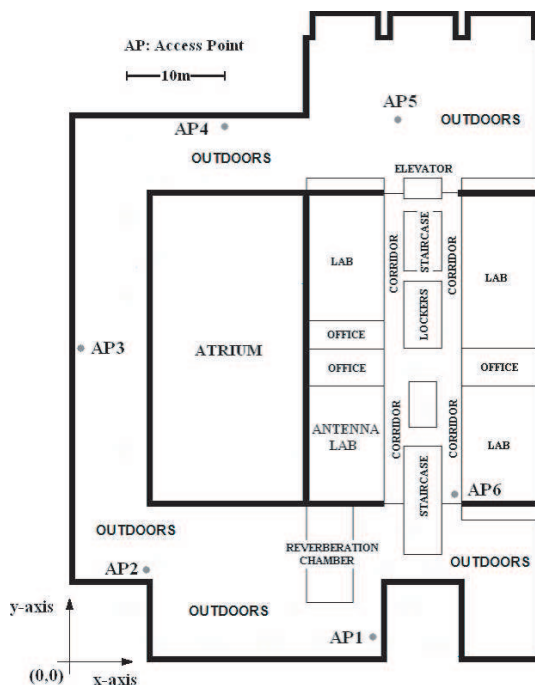 AP: Access Point
10m
AP5
AP4
OUTDOORS
OUTDOORS
ELEVATOR
STAIRCASE
CORRIDOR
CORRIDOR
LAB
LAB
LOCKERS
OFFICE
AP3
ATRIUM
OFFICE
OFFICE
ANTENNA
LAB
CORRIDOR
CORRIDOR
LAB
STAIRCASE
AP6
OUTDOORS
REVERBERATION
CHAMBER
OUTDOORS
AP2
y-axis
OUTDOORS
AP1
(0,0)
x-axis